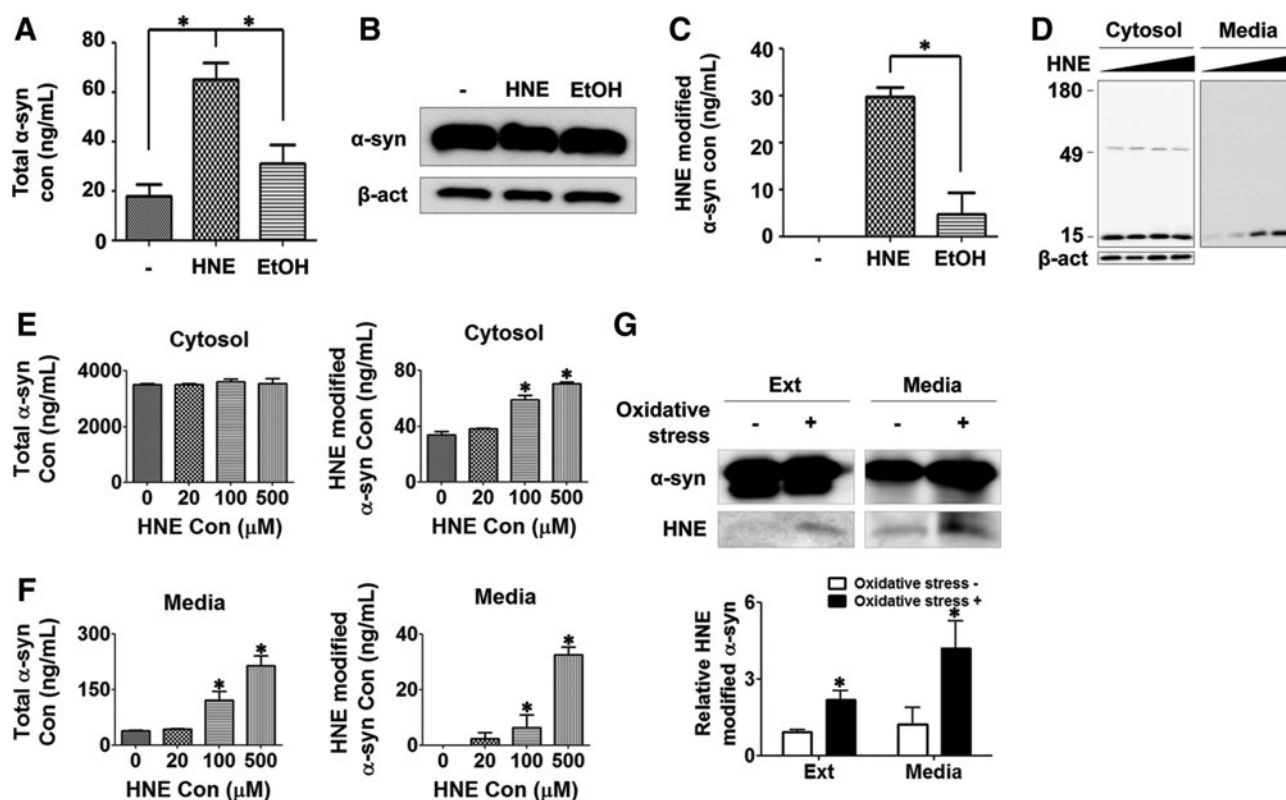 A
Total α-syn
con (ng/mL)
80
60
40
20
0
* *
- HNE EtOH
B
- HNE EtOH
α-syn
β-act
C
HNE modified
α-syn con (ng/mL)
40
30
20
10
0
*
- HNE EtOH
D
Cytosol Media
HNE
180
49
15
β-act
E
Cytosol
Total α-syn
Con (ng/mL)
4000
2000
0
0 20 100 500
HNE Con (μM)
Cytosol
HNE modified
α-syn Con (ng/mL)
80
40
0
* *
0 20 100 500
HNE Con (μM)
F
Media
Total α-syn
Con (ng/mL)
300
150
0
* *
0 20 100 500
HNE Con (μM)
Media
HNE modified
α-syn Con (ng/mL)
40
20
0
* *
0 20 100 500
HNE Con (μM)
G
Ext Media
Oxidative
stress
- + - +
α-syn
HNE
Oxidative stress -
Oxidative stress +
Relative HNE
modified α-syn
6
3
0
* *
Ext Media